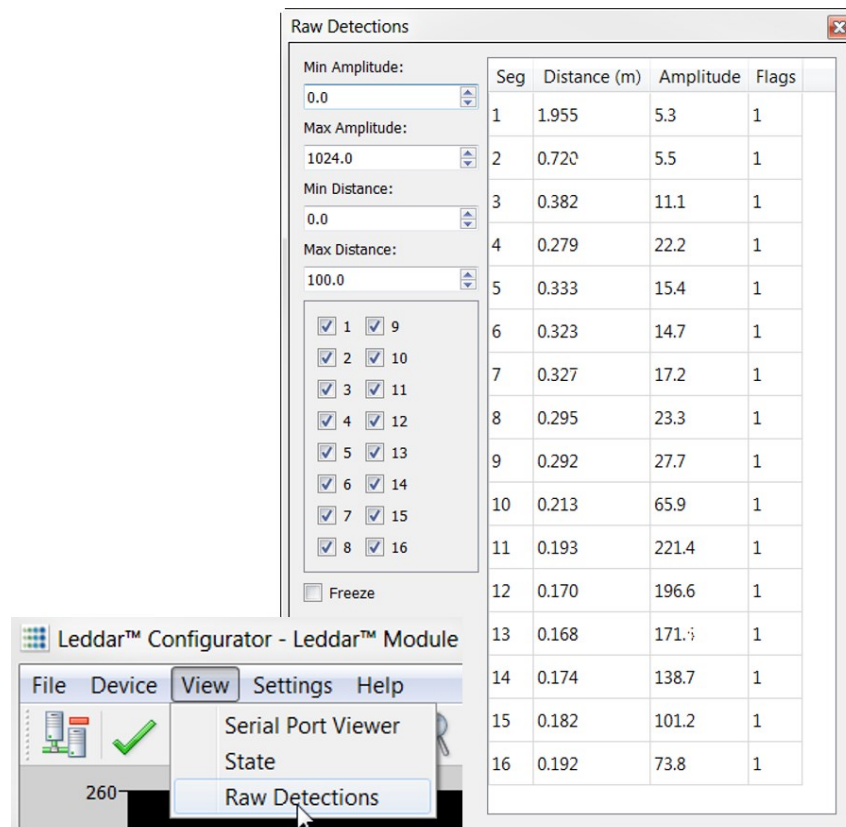 Raw Detections
Min Amplitude:
0.0
Max Amplitude:
1024.0
Min Distance:
0.0
Max Distance:
100.0
1 9
2 10
3 11
4 12
5 13
6 14
7 15
8 16
Freeze
Seg Distance (m) Amplitude Flags
1 1.955 5.3 1
2 5.5 1
3 0.382 11.1 1
4 0.279 22.2 1
5 0.333 15.4 1
6 0.323 14.7 1
7 0.327 17.2 1
8 0.295 23.3 1
9 0.292 27.7 1
10 0.213 65.9 1
11 0.193 221.4 1
12 0.170 196.6 1
13 0.168 1
14 0.174 138.7 1
15 0.182 101.2 1
16 0.192 73.8 1
Leddar™ Configurator - Leddar™ Module
File Device View Settings Help
Serial Port Viewer
State
Raw Detections
260